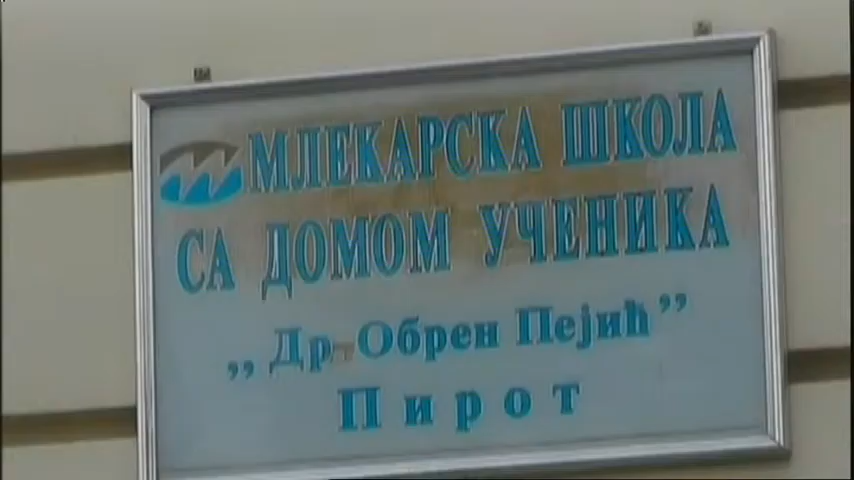 МЛЕКАРСКА ШКОЛА
СА ДОМОМ УЧЕНИКА
,, Др. Обрен Пејић ”
Пирот